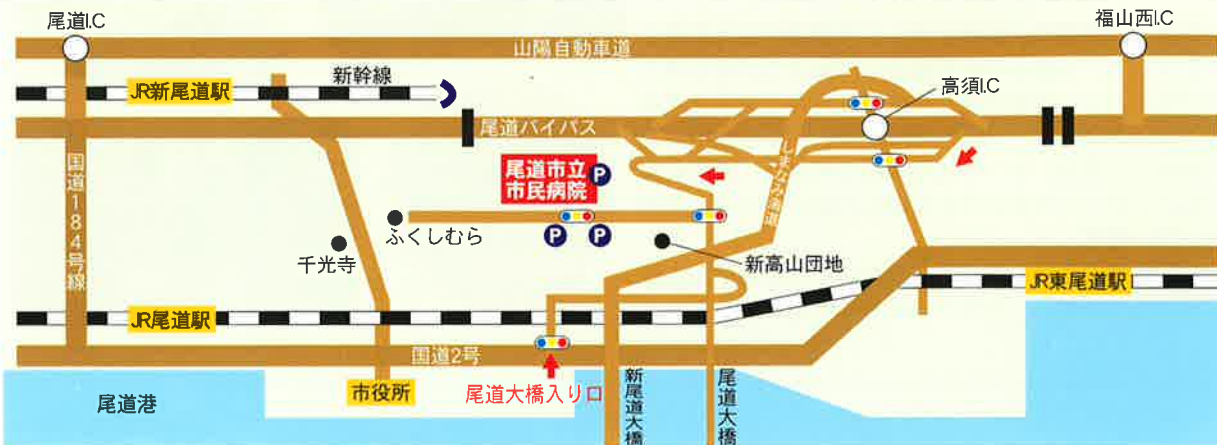 尾道I.C
福山西I.C
山陽自動車道
新幹線
JR新尾道駅
高須I.C
尾道バイパス
国道184号線
尾道市立
市民病院
P
しまなみ海道
ふくしむら
P
P
千光寺
新高山団地
JR東尾道駅
JR尾道駅
国道2号
市役所
尾道大橋入り口
尾道港
新尾道大橋
尾道大橋